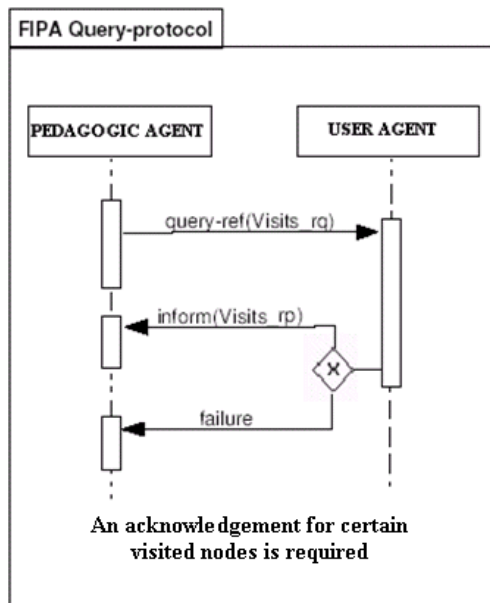 FIPA Query-protocol
PEDAGOGIC AGENT
USER AGENT
query-ref(Visits_rq)
inform(Visits_rp)
X
failure
An acknowledgement for certain
visited nodes is required